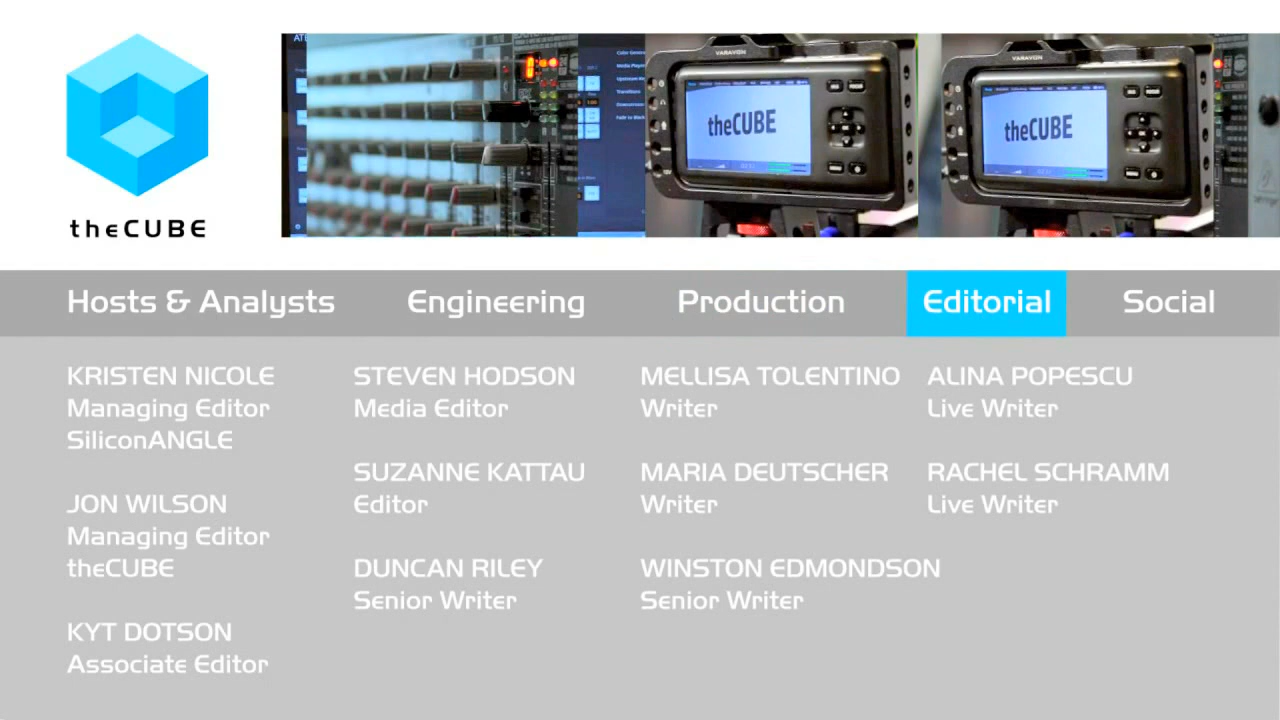 theCUBE
VARAVON
theCUBE
VARAVON
theCUBE
Hosts & Analysts
Engineering
Production
Editorial
Social
KRISTEN NICOLE
Managing Editor
SiliconANGLE
JON WILSON
Managing Editor
theCUBE
KYT DOTSON
Associate Editor
STEVEN HODSON
Media Editor
SUZANNE KATTAU
Editor
DUNCAN RILEY
Senior Writer
MELLISA TOLENTINO
Writer
MARIA DEUTSCHER
Writer
WINSTON EDMONDSON
Senior Writer
ALINA POPESCU
Live Writer
RACHEL SCHRAMM
Live Writer